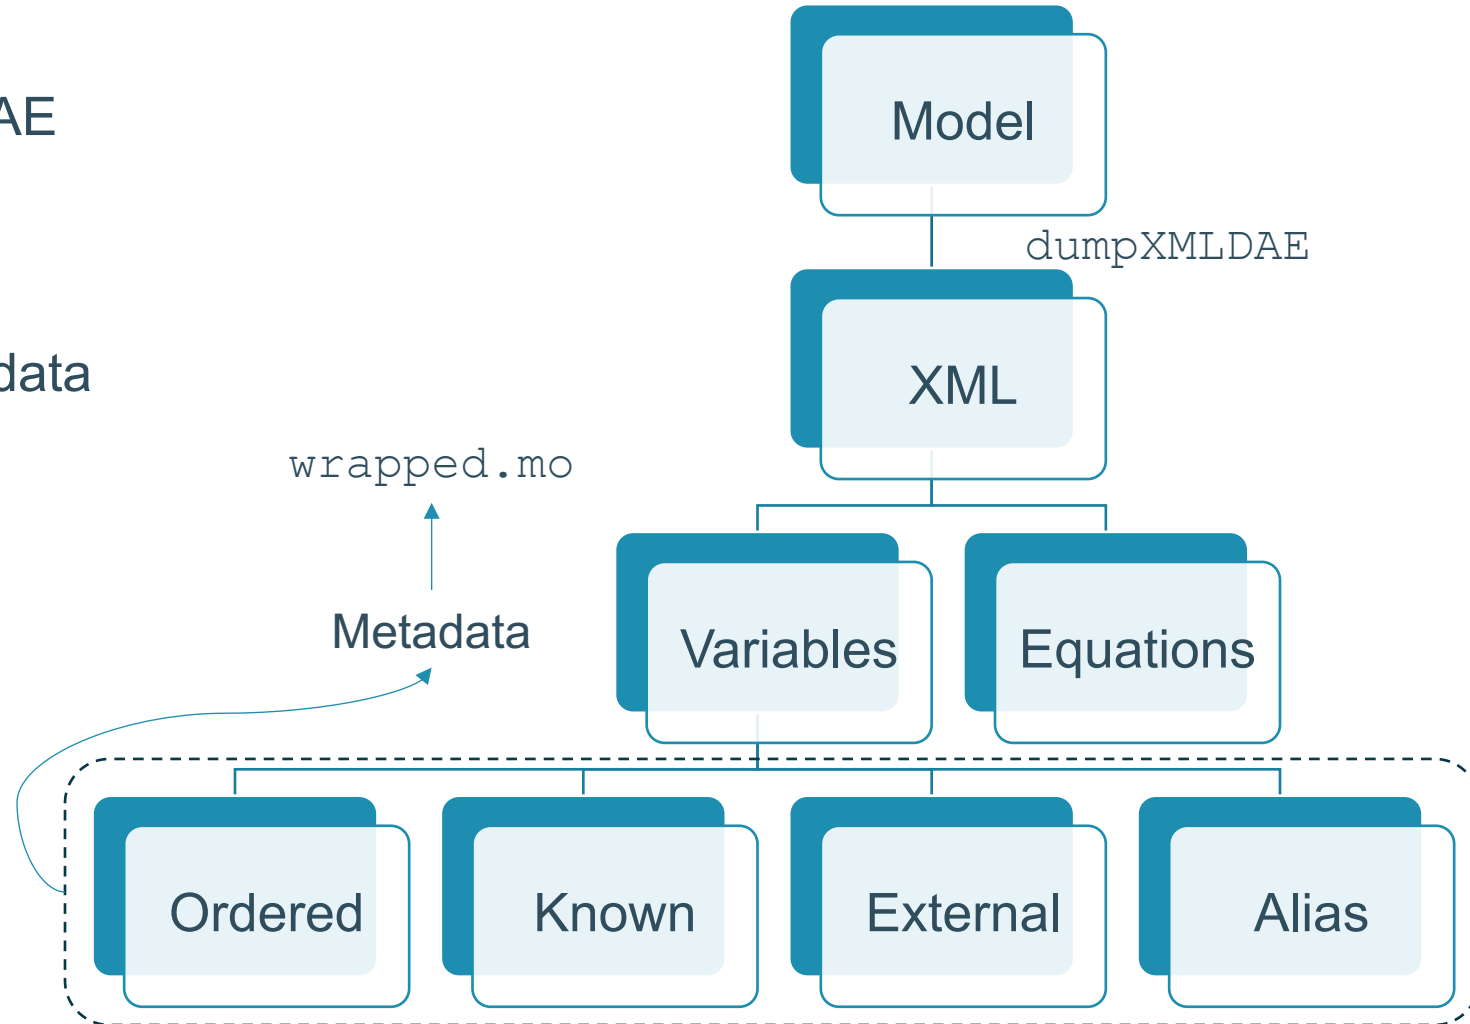 AE
Model
dumpXMLDAE
data
XML
wrapped.mo
Metadata
Variables
Equations
Ordered
Known
External
Alias